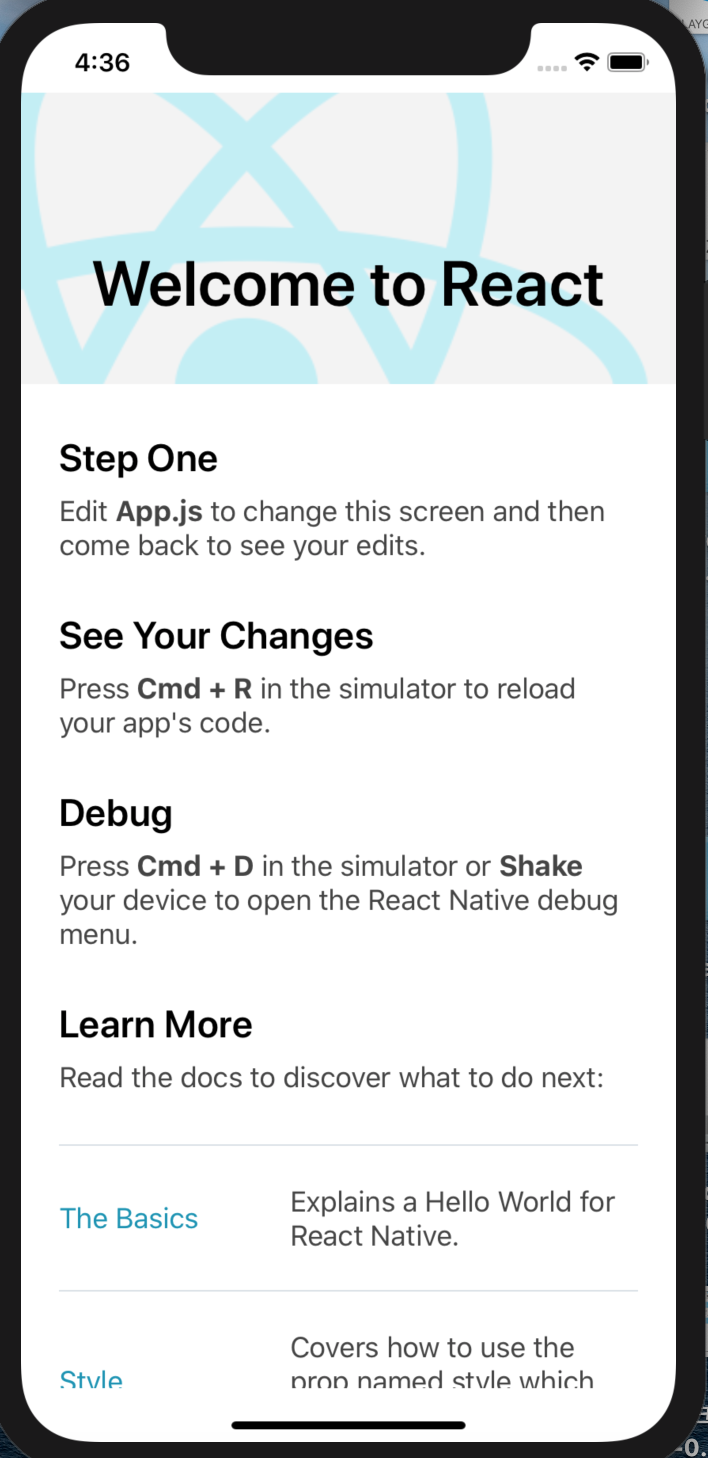 LAYG
4:36
Welcome to React
Step One
Edit App.js to change this screen and then
come back to see your edits.
See Your Changes
Press Cmd + R in the simulator to reload
your app's code.
Debug
Press Cmd + D in the simulator or Shake
your device to open the React Native debug
menu.
Learn More
Read the docs to discover what to do next:
The Basics
Explains a Hello World for
React Native.
Style
Covers how to use the
prop named style which
-0.